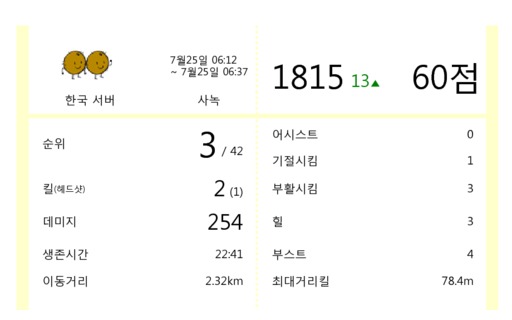 7월25일 06:12
~ 7월25일 06:37
한국 서버
사녹
1815 13▲
60점
순위
3 / 42
킬(헤드샷)
2 (1)
데미지
254
생존시간
22:41
이동거리
2.32km
어시스트
0
기절시킴
1
부활시킴
3
힐
3
부스트
4
최대거리킬
78.4m